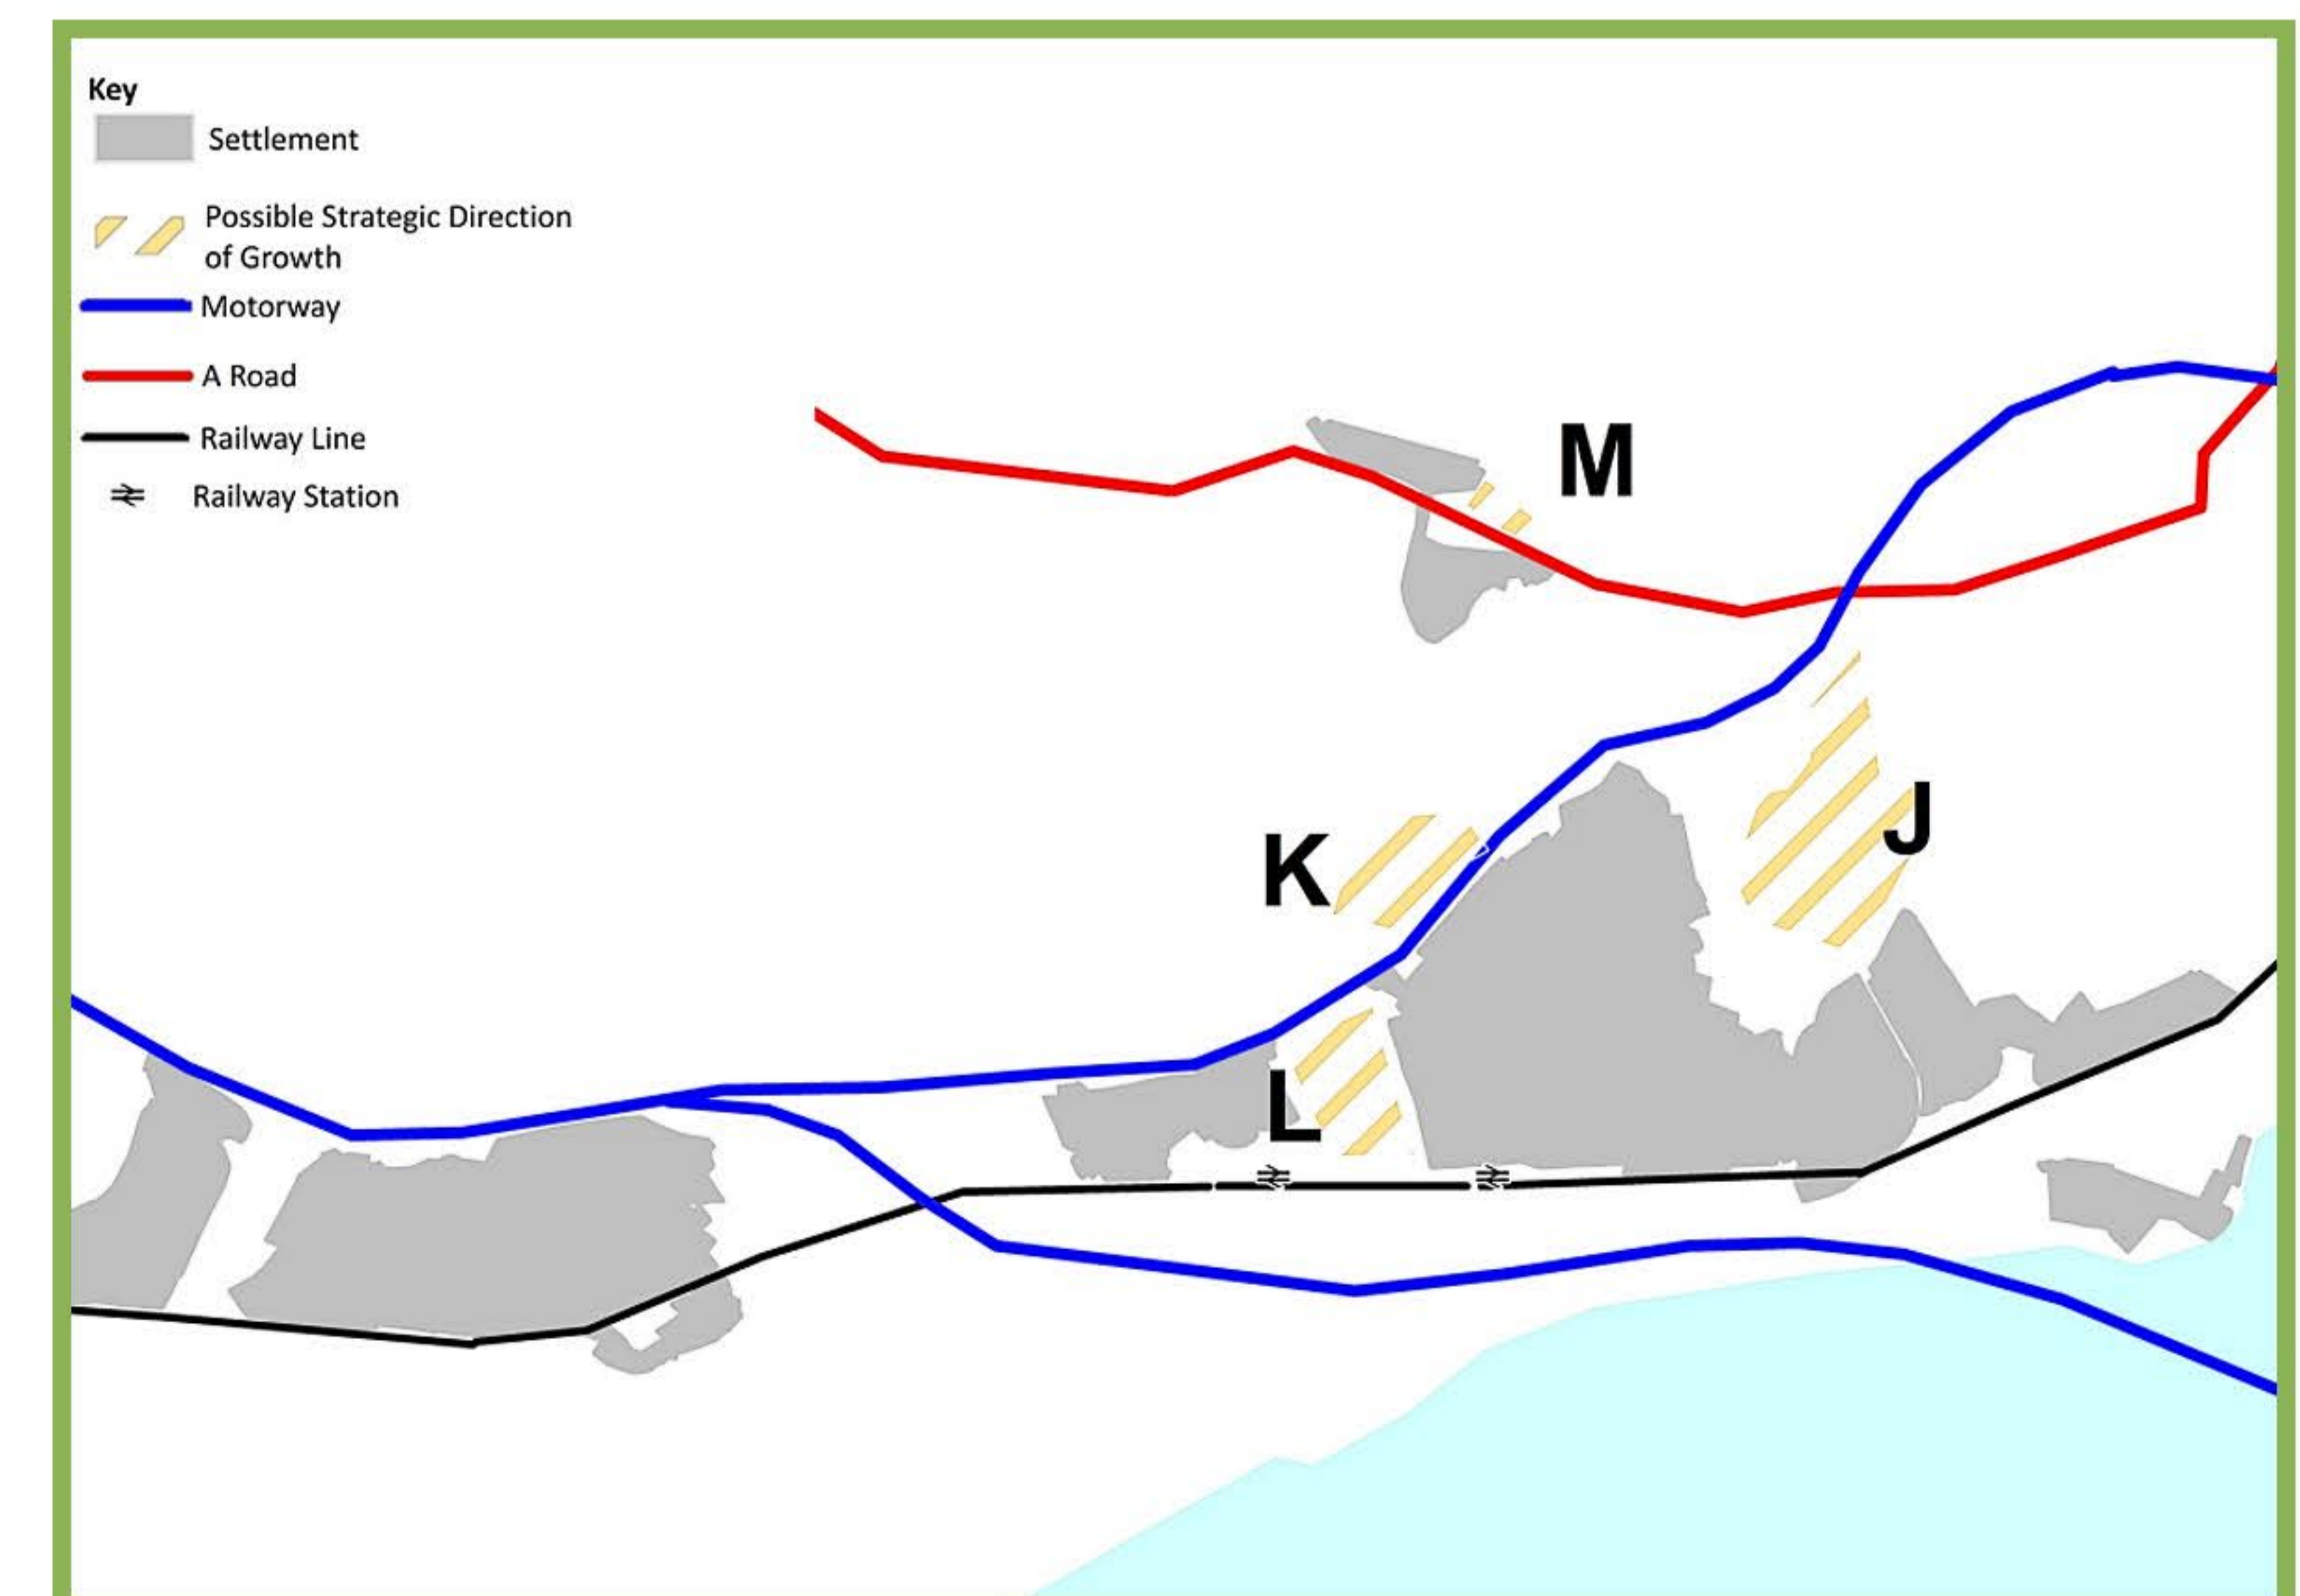 Key
Settlement
Possible Strategic Direction
of Growth
Motorway
A Road
Railway Line
Railway Station
M
J
K
L